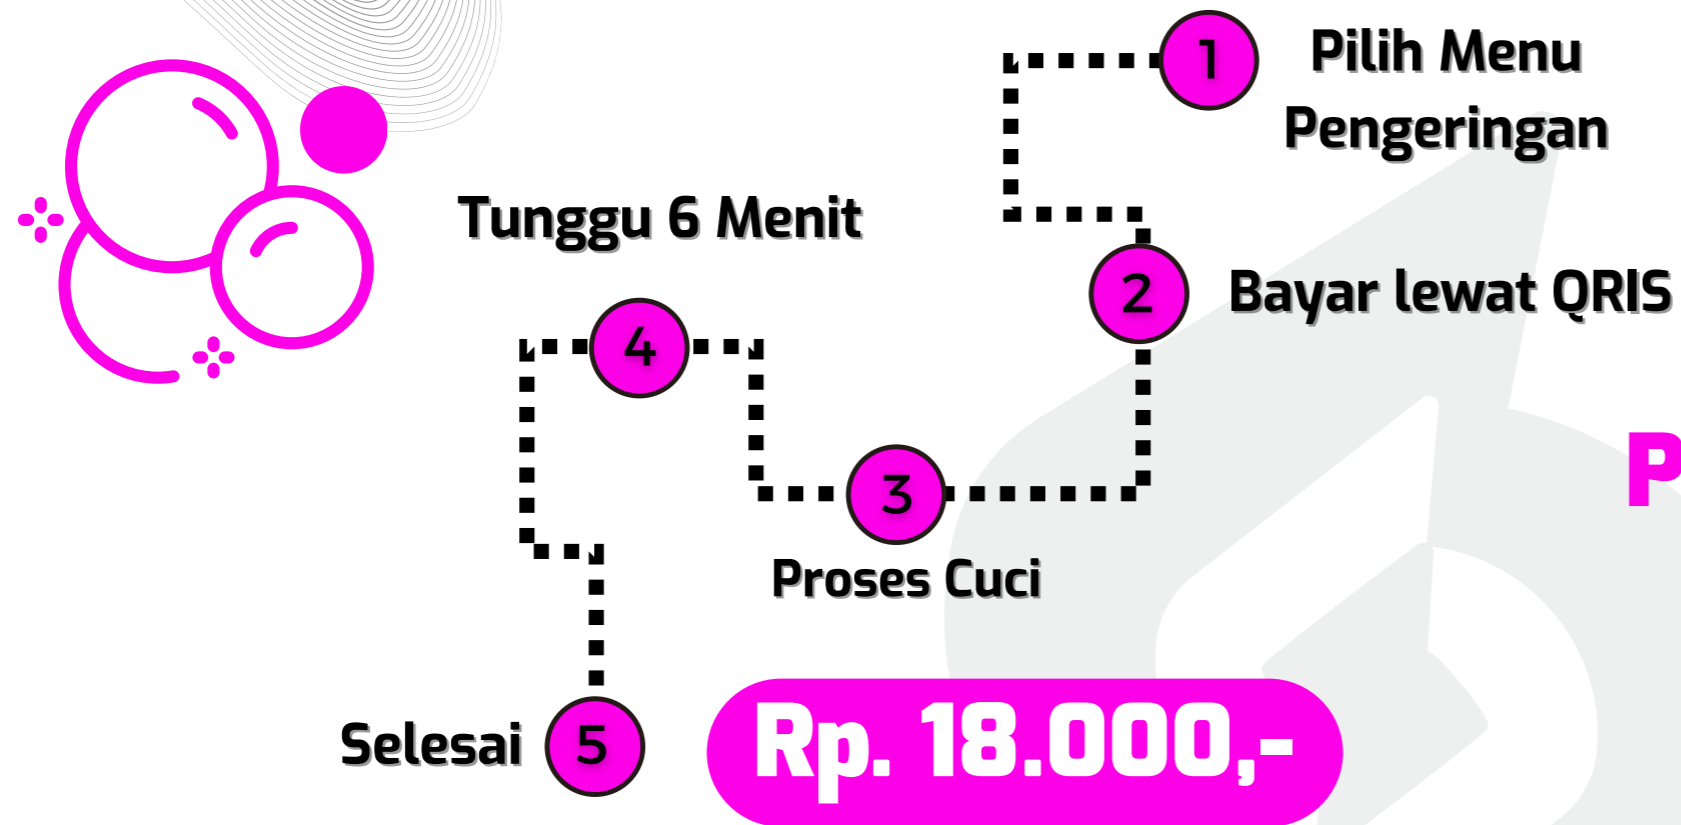 1
Pilih Menu
Pengeringan
2
Bayar lewat QRIS
3
Proses Cuci
4
Tunggu 6 Menit
5
Selesai
Rp. 18.000,-
P